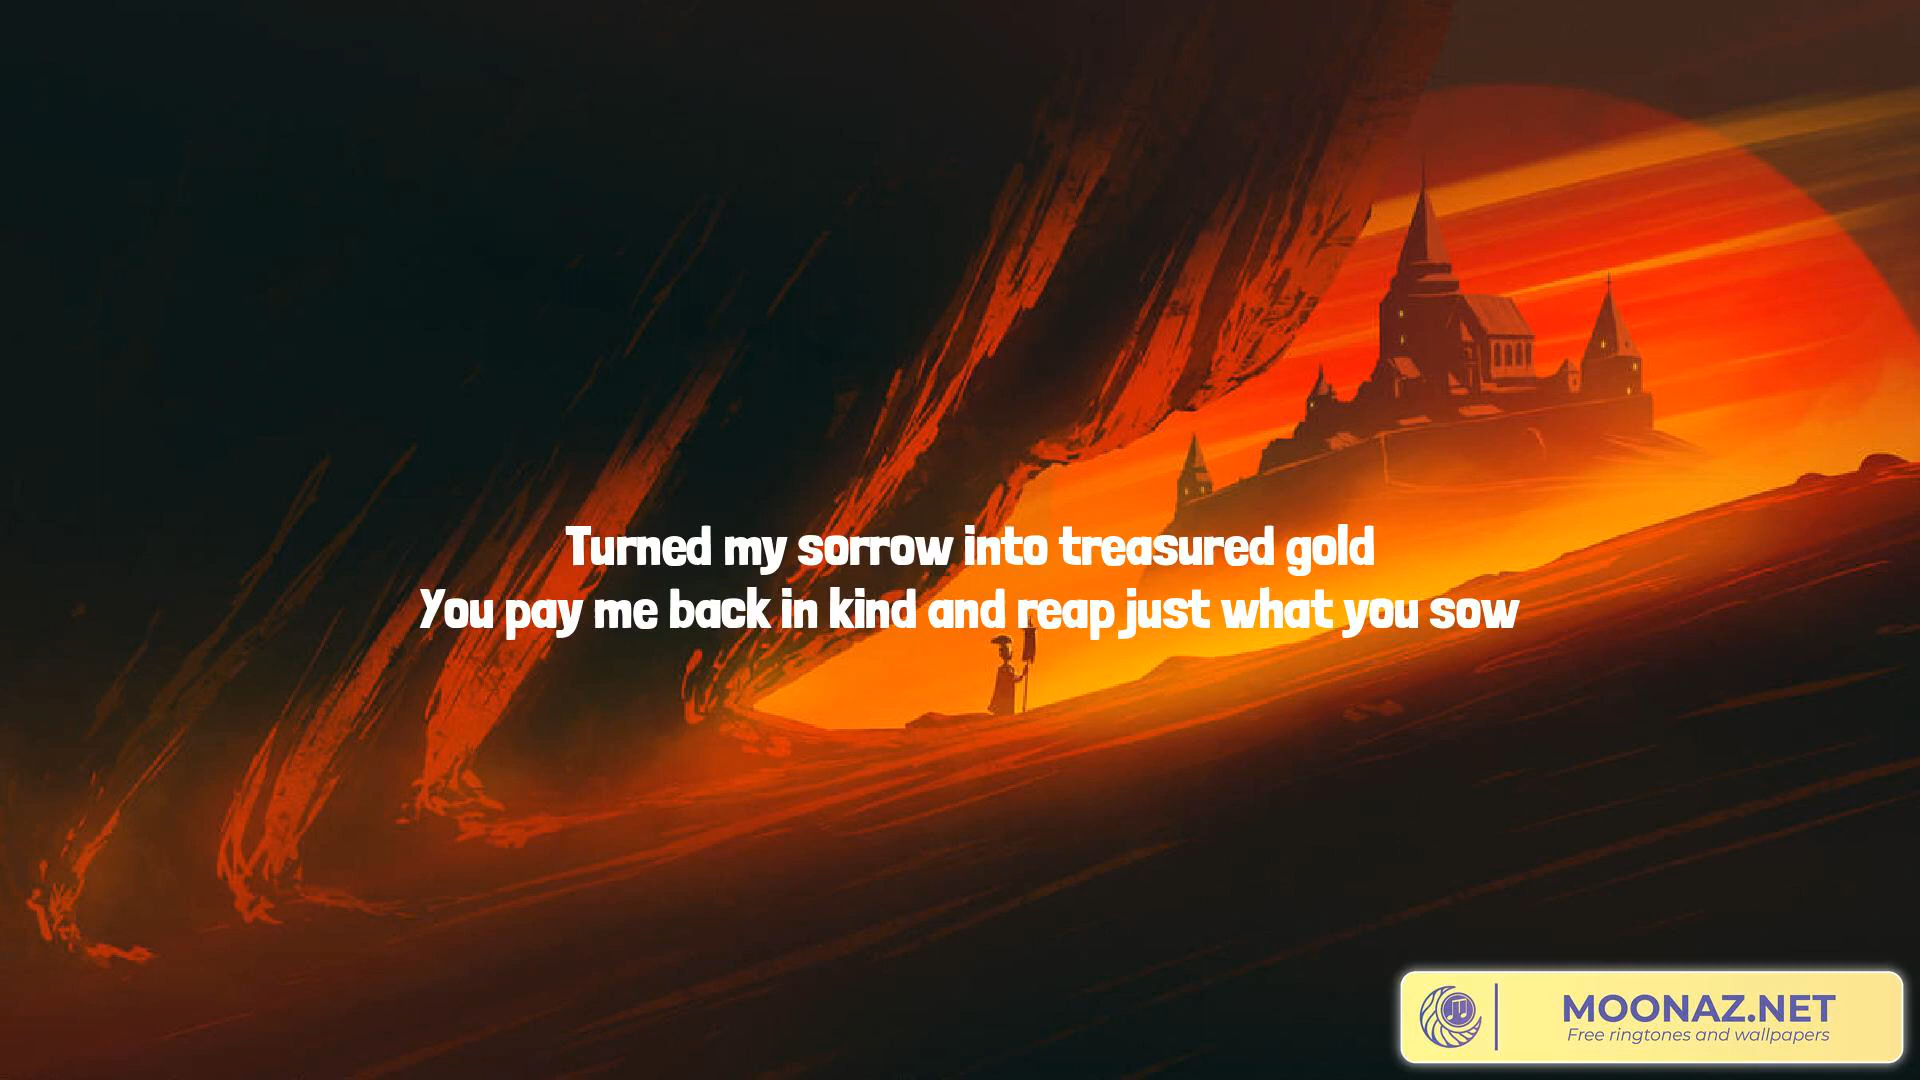 Turned my sorrow into treasured gold
You pay me back in kind and reap just what you sow
MOONAZ.NET
Free ringtones and wallpapers